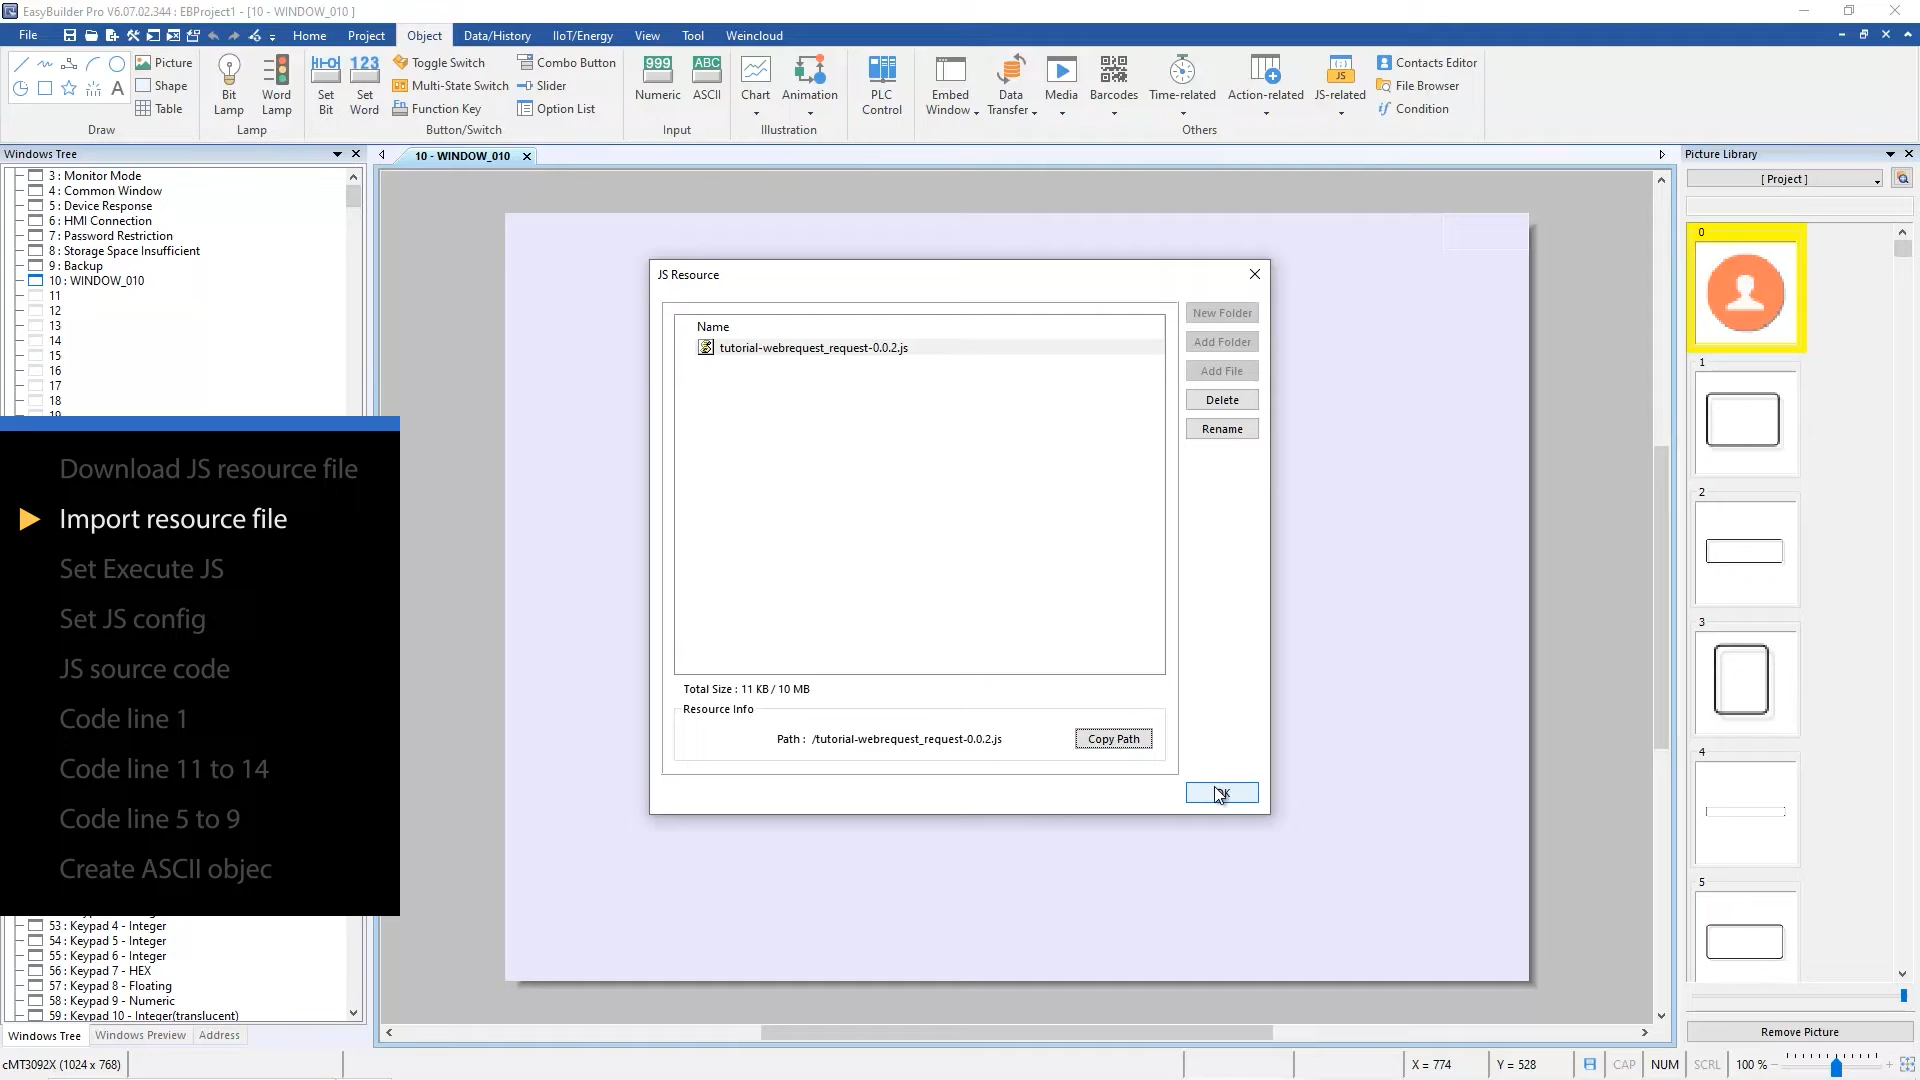 EasyBuilder Pro V6.07.02.344 : EBProject1 - [10 - WINDOW_010 ]
File Home Project Object Data/History IIoT/Energy View Tool Weincloud
Picture
Shape
Table
Draw
Bit Lamp
Word Lamp
Lamp
Set Bit
123
Set Word
Toggle Switch
Multi-State Switch
Function Key
Combo Button
Slider
Option List
Button/Switch
999
Numeric
ABC
ASCII
Input
Chart
Animation
Illustration
PLC Control
Embed Window
Data Transfer
Media
Barcodes
Time-related
Action-related
JS
JS-related
Others
Contacts Editor
File Browser
Condition
Windows Tree
3 : Monitor Mode
4 : Common Window
5 : Device Response
6 : HMI Connection
7 : Password Restriction
8 : Storage Space Insufficient
9 : Backup
10 : WINDOW_010
11
12
13
14
15
16
17
18
19
Download JS resource file
Import resource file
Set Execute JS
Set JS config
JS source code
Code line 1
Code line 11 to 14
Code line 5 to 9
Create ASCII objec
53 : Keypad 4 - Integer
54 : Keypad 5 - Integer
55 : Keypad 6 - Integer
56 : Keypad 7 - HEX
57 : Keypad 8 - Floating
58 : Keypad 9 - Numeric
59 : Keypad 10 - Integer(translucent)
Windows Tree Windows Preview Address
10 - WINDOW_010
JS Resource
Name
tutorial-webrequest_request-0.0.2.js
New Folder
Add Folder
Add File
Delete
Rename
Total Size : 11 KB / 10 MB
Resource Info
Path : /tutorial-webrequest_request-0.0.2.js
Copy Path
Picture Library
[ Project ]
0
1
2
3
4
5
Remove Picture
cMT3092X (1024 x 768)
X = 774 Y = 528 CAP NUM SCRL 100 %